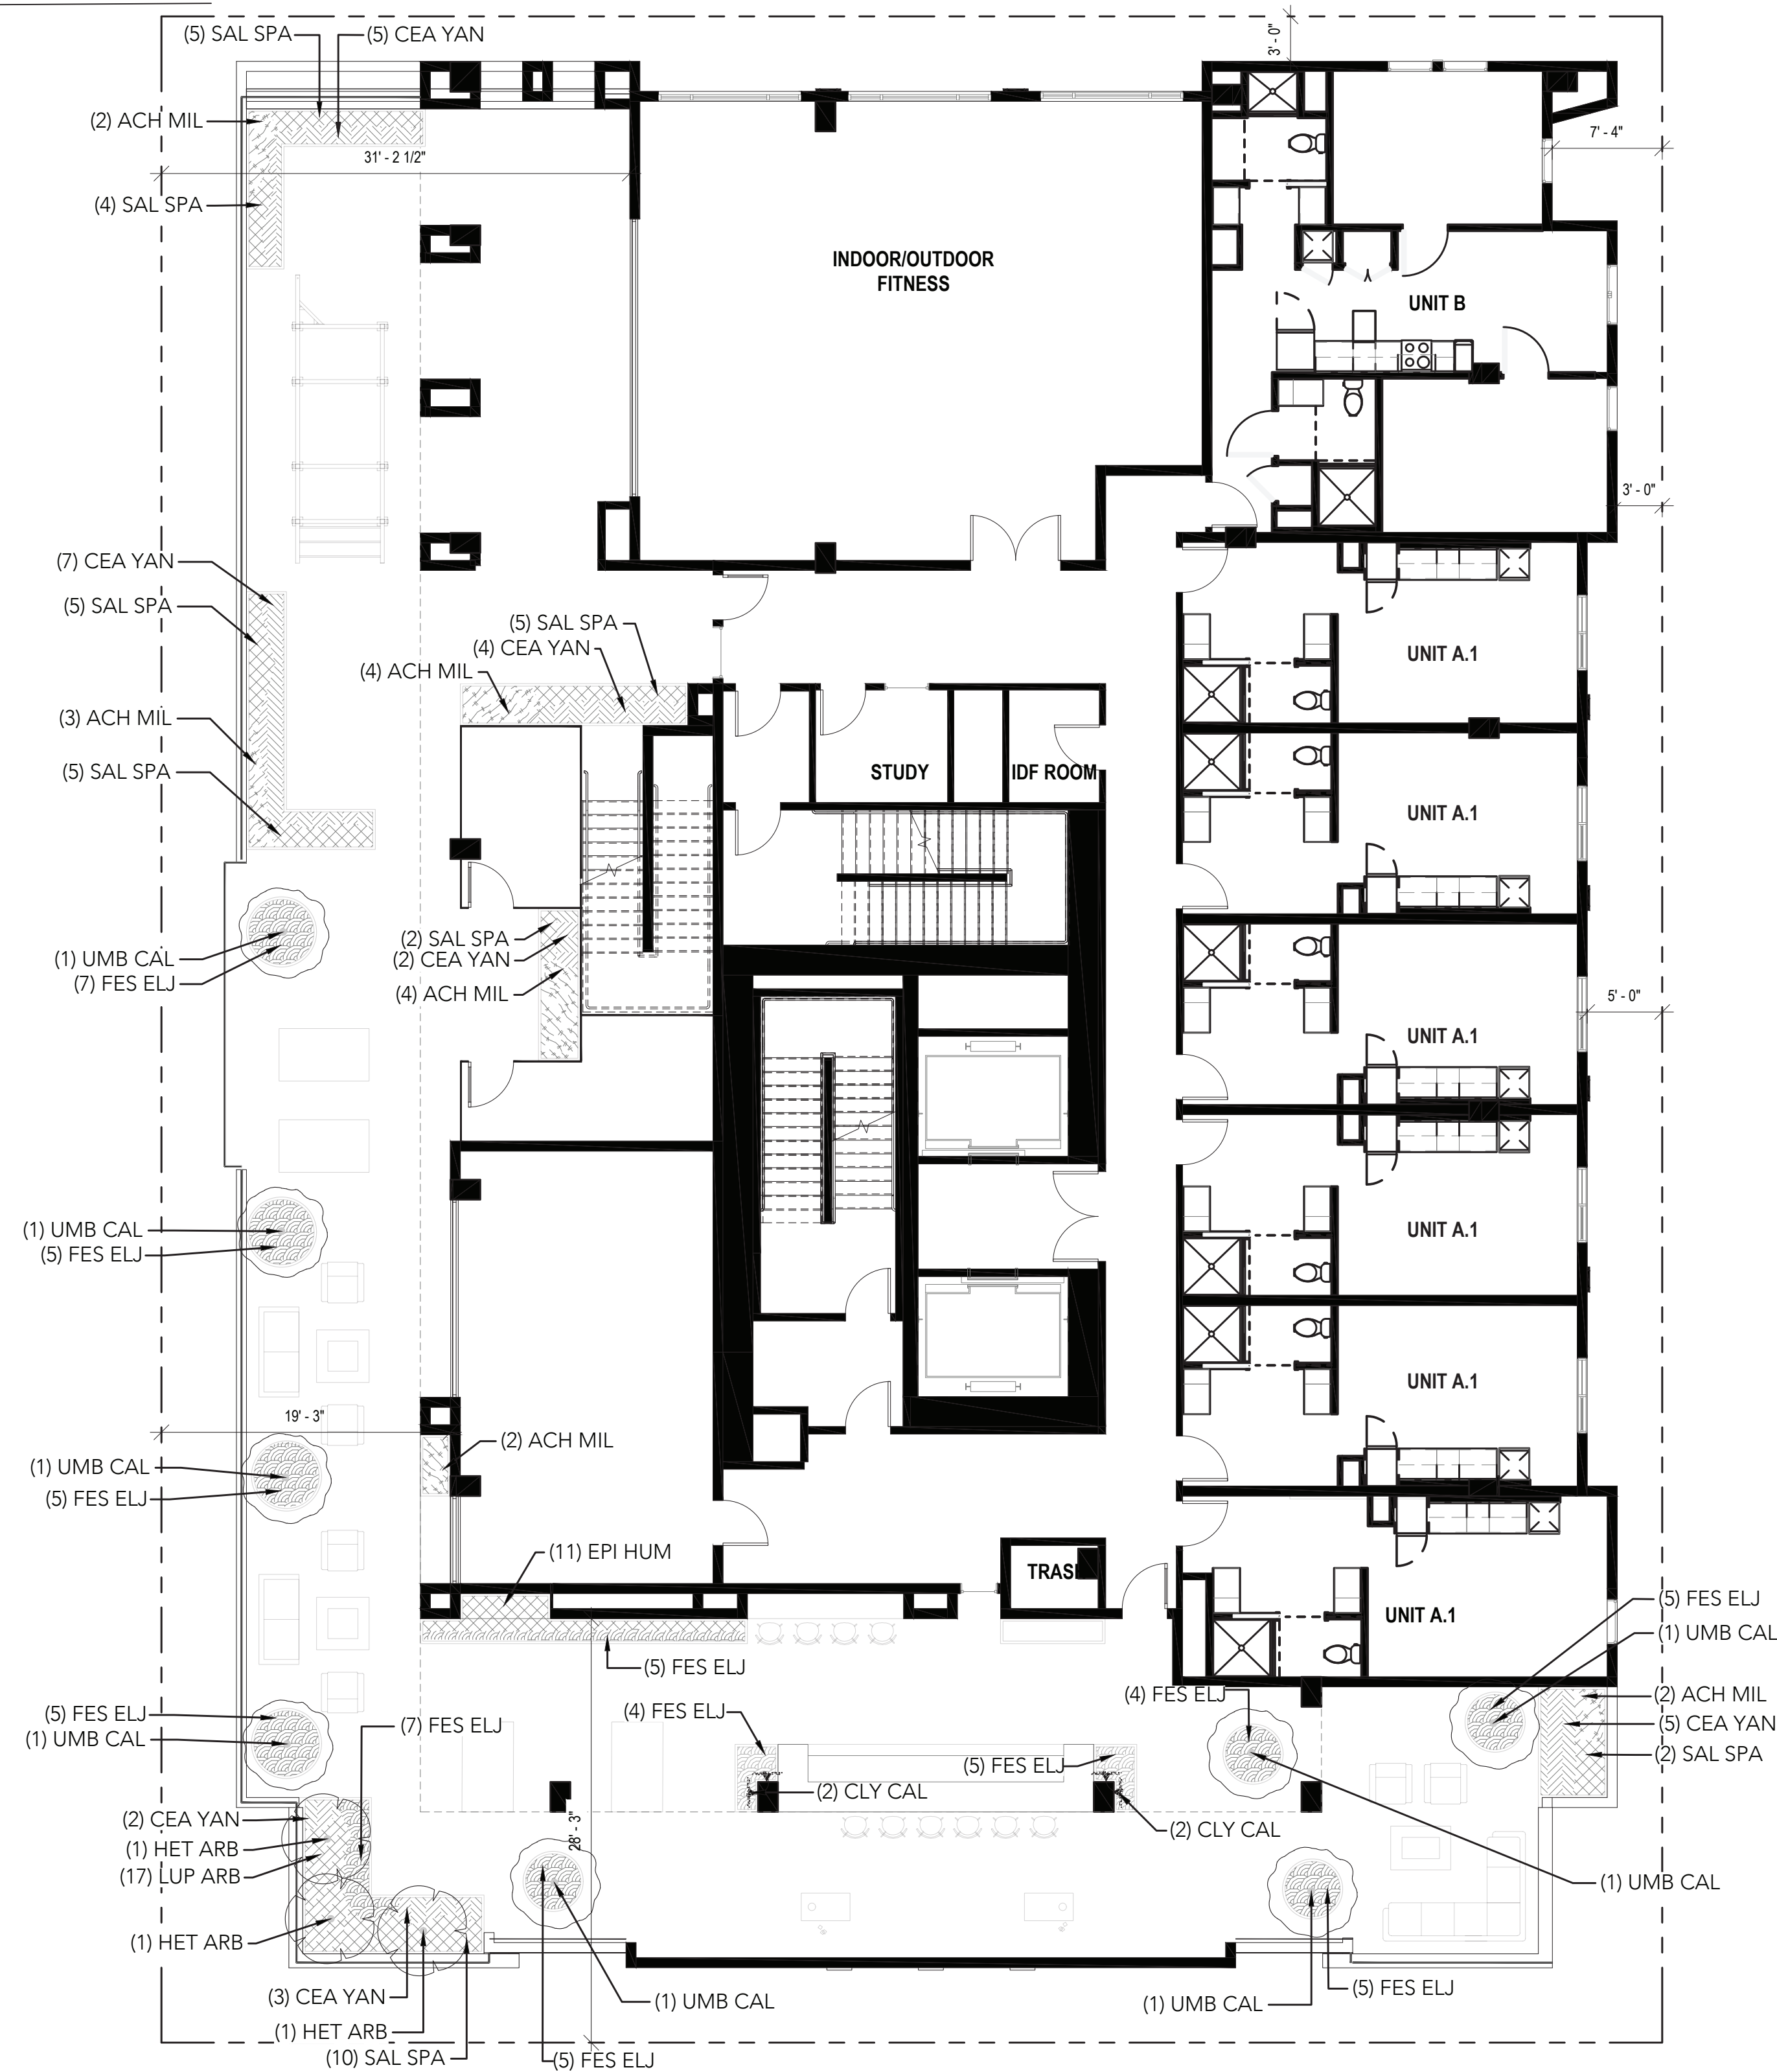 (5) SAL SPA
(5) CEA YAN
3' - 0"
(2) ACH MIL
7' - 4"
31' - 2 1/2"
(4) SAL SPA
INDOOR/OUTDOOR
FITNESS
UNIT B
3' - 0"
(7) CEA YAN
(5) SAL SPA
(5) SAL SPA
(4) CEA YAN
(4) ACH MIL
UNIT A.1
(3) ACH MIL
(5) SAL SPA
STUDY
IDF ROOM
UNIT A.1
(2) SAL SPA
(2) CEA YAN
(4) ACH MIL
(1) UMB CAL
(7) FES ELJ
5' - 0"
UNIT A.1
(1) UMB CAL
(5) FES ELJ
UNIT A.1
UNIT A.1
19' - 3"
(2) ACH MIL
(1) UMB CAL
(5) FES ELJ
(11) EPI HUM
TRASH
UNIT A.1
(5) FES ELJ
(1) UMB CAL
(5) FES ELJ
(4) FES ELJ
(2) ACH MIL
(5) CEA YAN
(2) SAL SPA
(5) FES ELJ
(1) UMB CAL
(7) FES ELJ
(4) FES ELJ
(5) FES ELJ
(2) CLY CAL
(2) CLY CAL
28' - 3"
(2) CEA YAN
(1) HET ARB
(17) LUP ARB
(1) UMB CAL
(1) HET ARB
(3) CEA YAN
(1) HET ARB
(10) SAL SPA
(1) UMB CAL
(5) FES ELJ
(1) UMB CAL
(5) FES ELJ